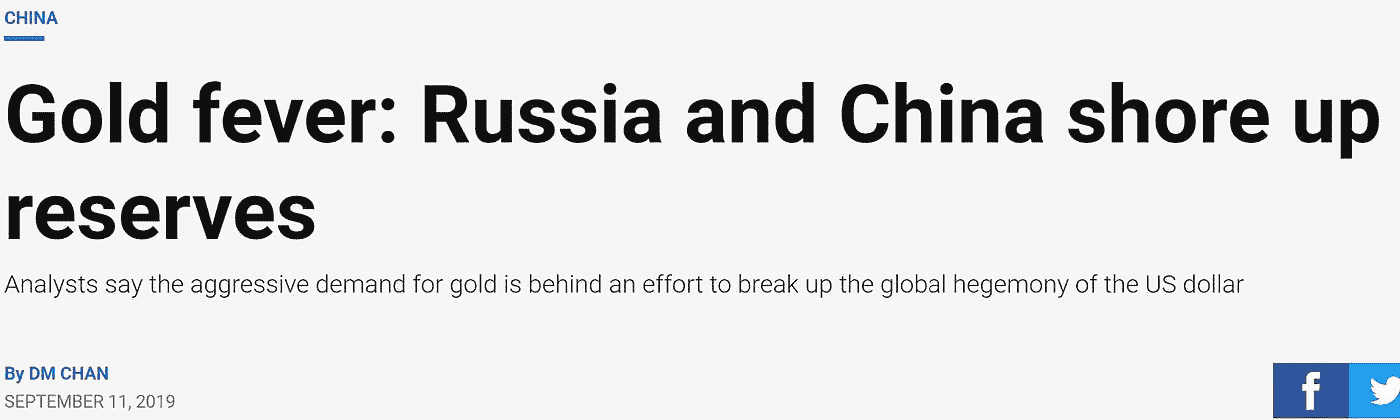 CHINA
Gold fever: Russia and China shore up
reserves
Analysts say the aggressive demand for gold is behind an effort to break up the global hegemony of the US dollar
By DM CHAN
SEPTEMBER 11, 2019